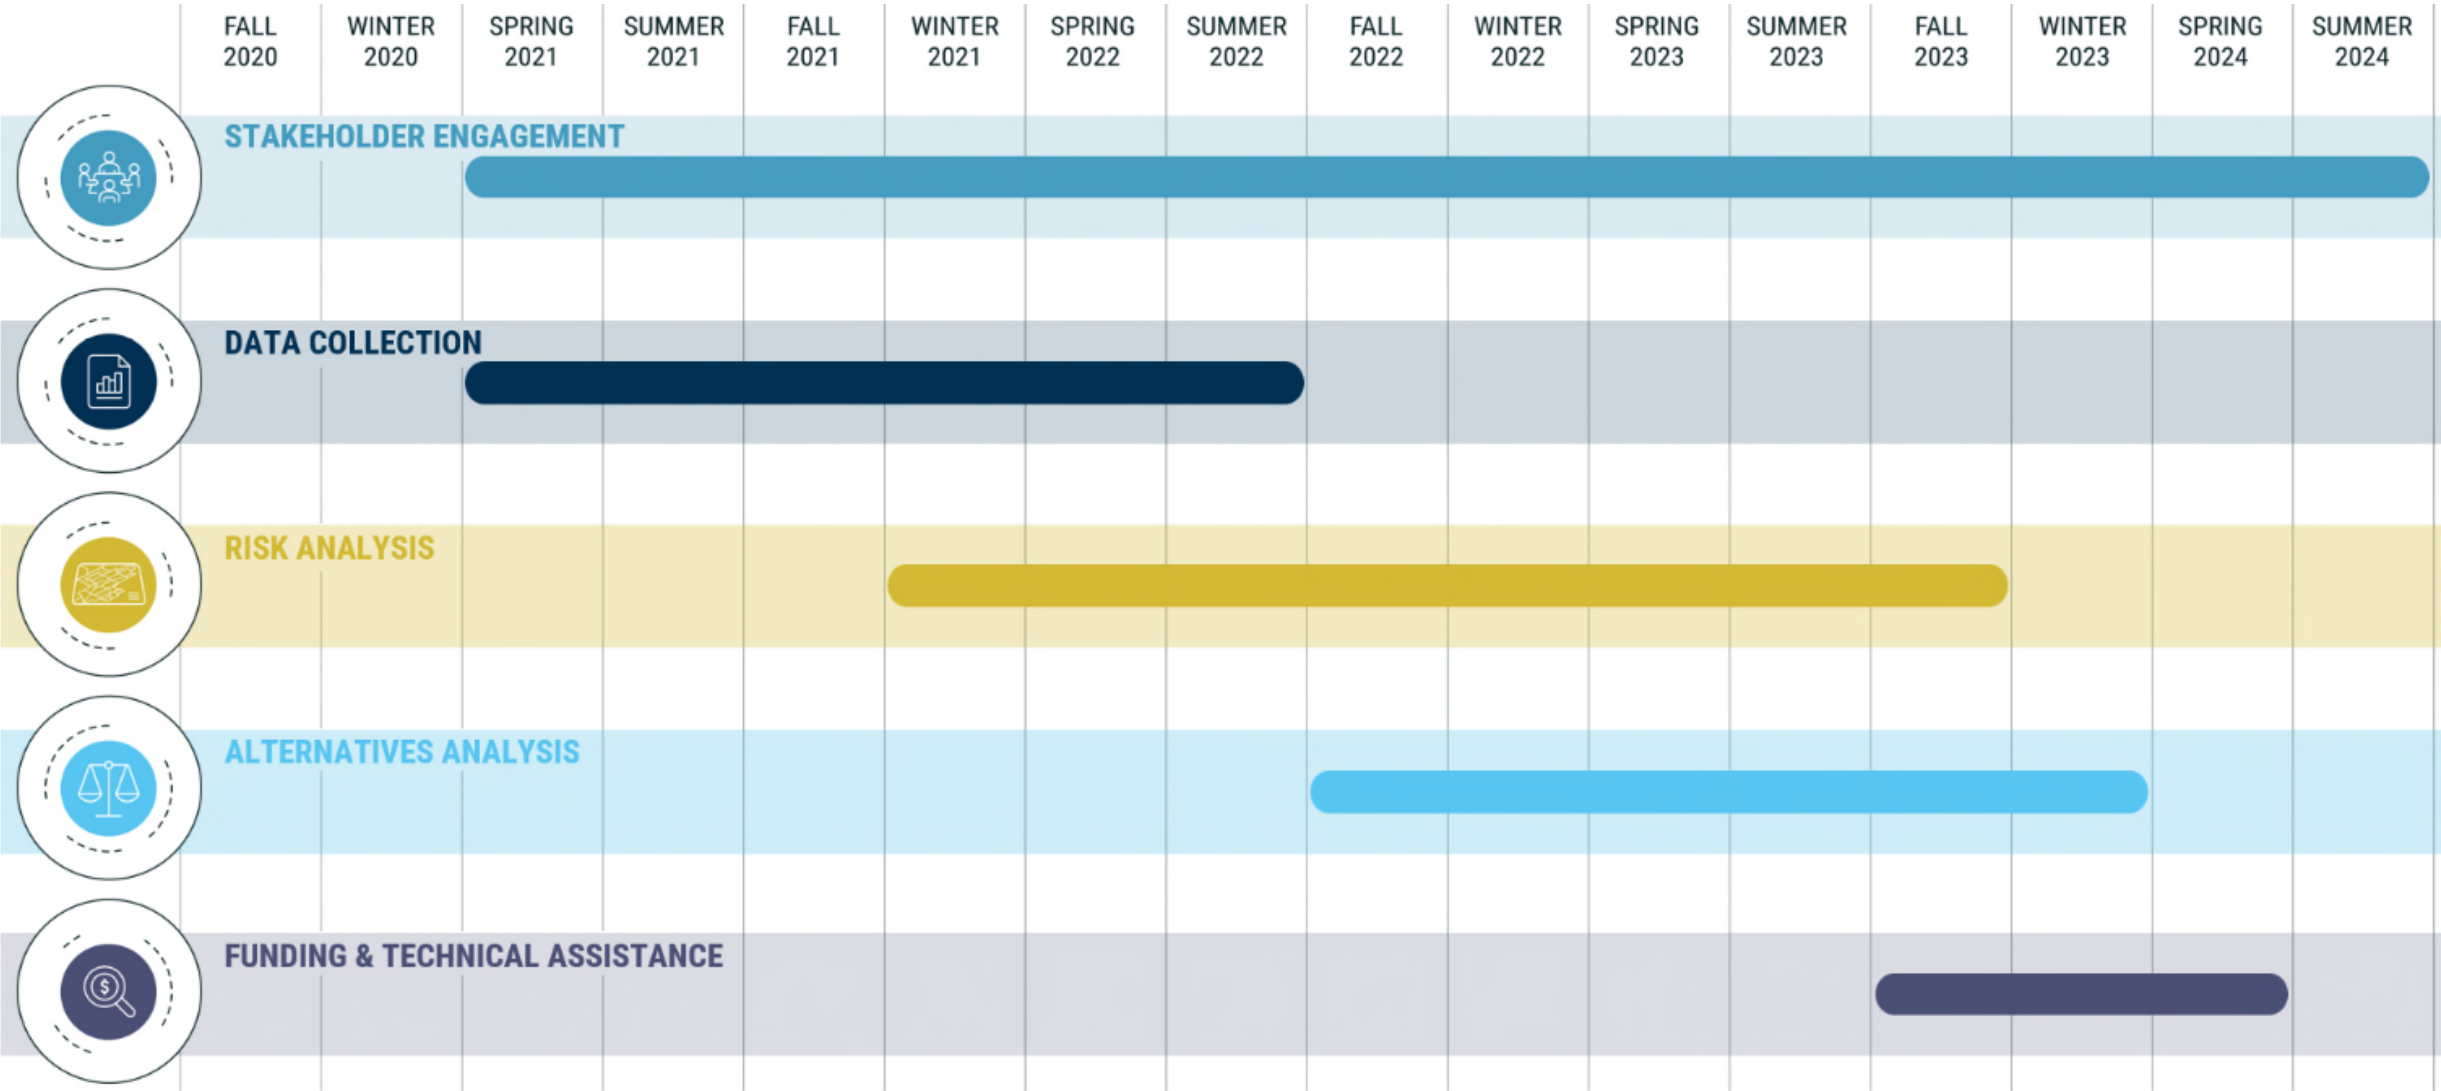 FALL WINTER SPRING SUMMER FALL WINTER SPRING SUMMER FALL WINTER SPRING SUMMER FALL WINTER SPRING SUMMER
2020 2020 2021 2021 2021 2021 2022 2022 2022 2022 2023 2023 2023 2023 2024 2024
STAKEHOLDER ENGAGEMENT
DATA COLLECTION
RISK ANALYSIS
ALTERNATIVES ANALYSIS
FUNDING & TECHNICAL ASSISTANCE
$